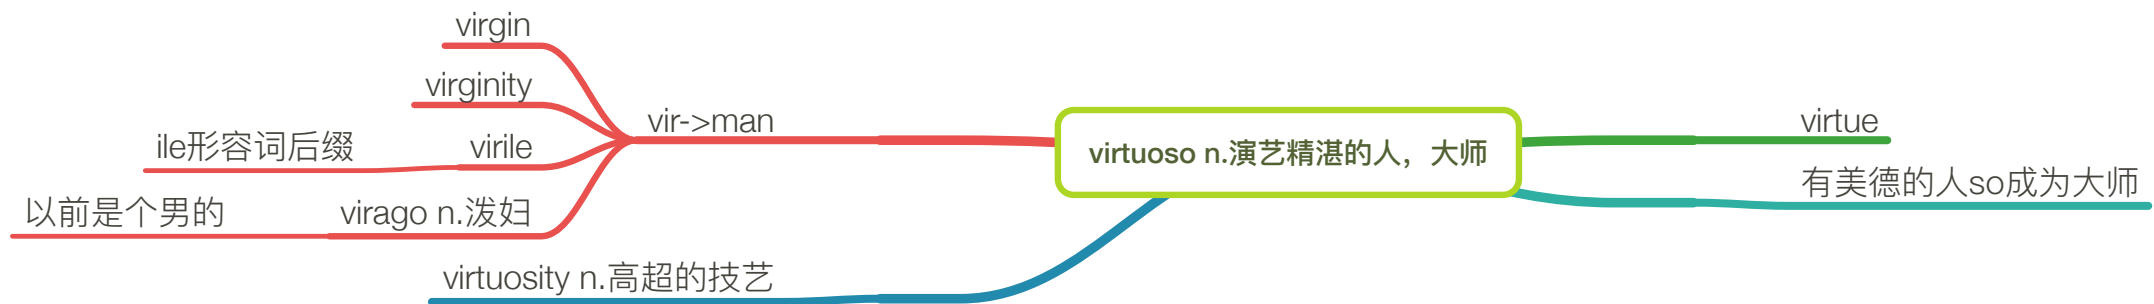 virgin
virginity
vir->man
ile形容词后缀
virile
以前是个男的
virago n.泼妇
virtuosity n.高超的技艺
virtuoso n.演艺精湛的人，大师
virtue
有美德的人so成为大师